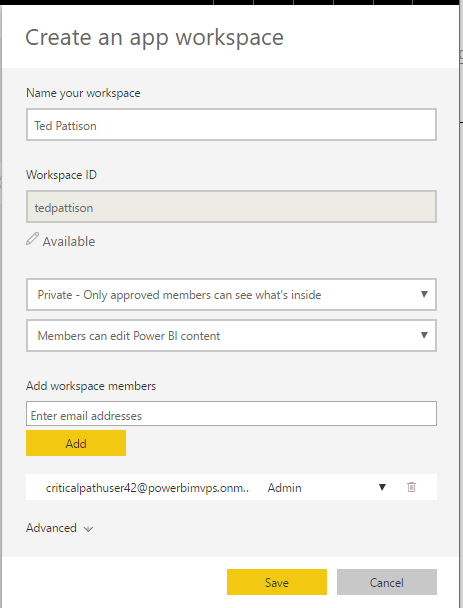 Create an app workspace
Name your workspace
Ted Pattison
Workspace ID
tedpattison
Available
Private - Only approved members can see what's inside
Members can edit Power BI content
Add workspace members
Enter email addresses
Add
criticalpathuser42@powerbimvps.onm.. Admin
Advanced
Save Cancel